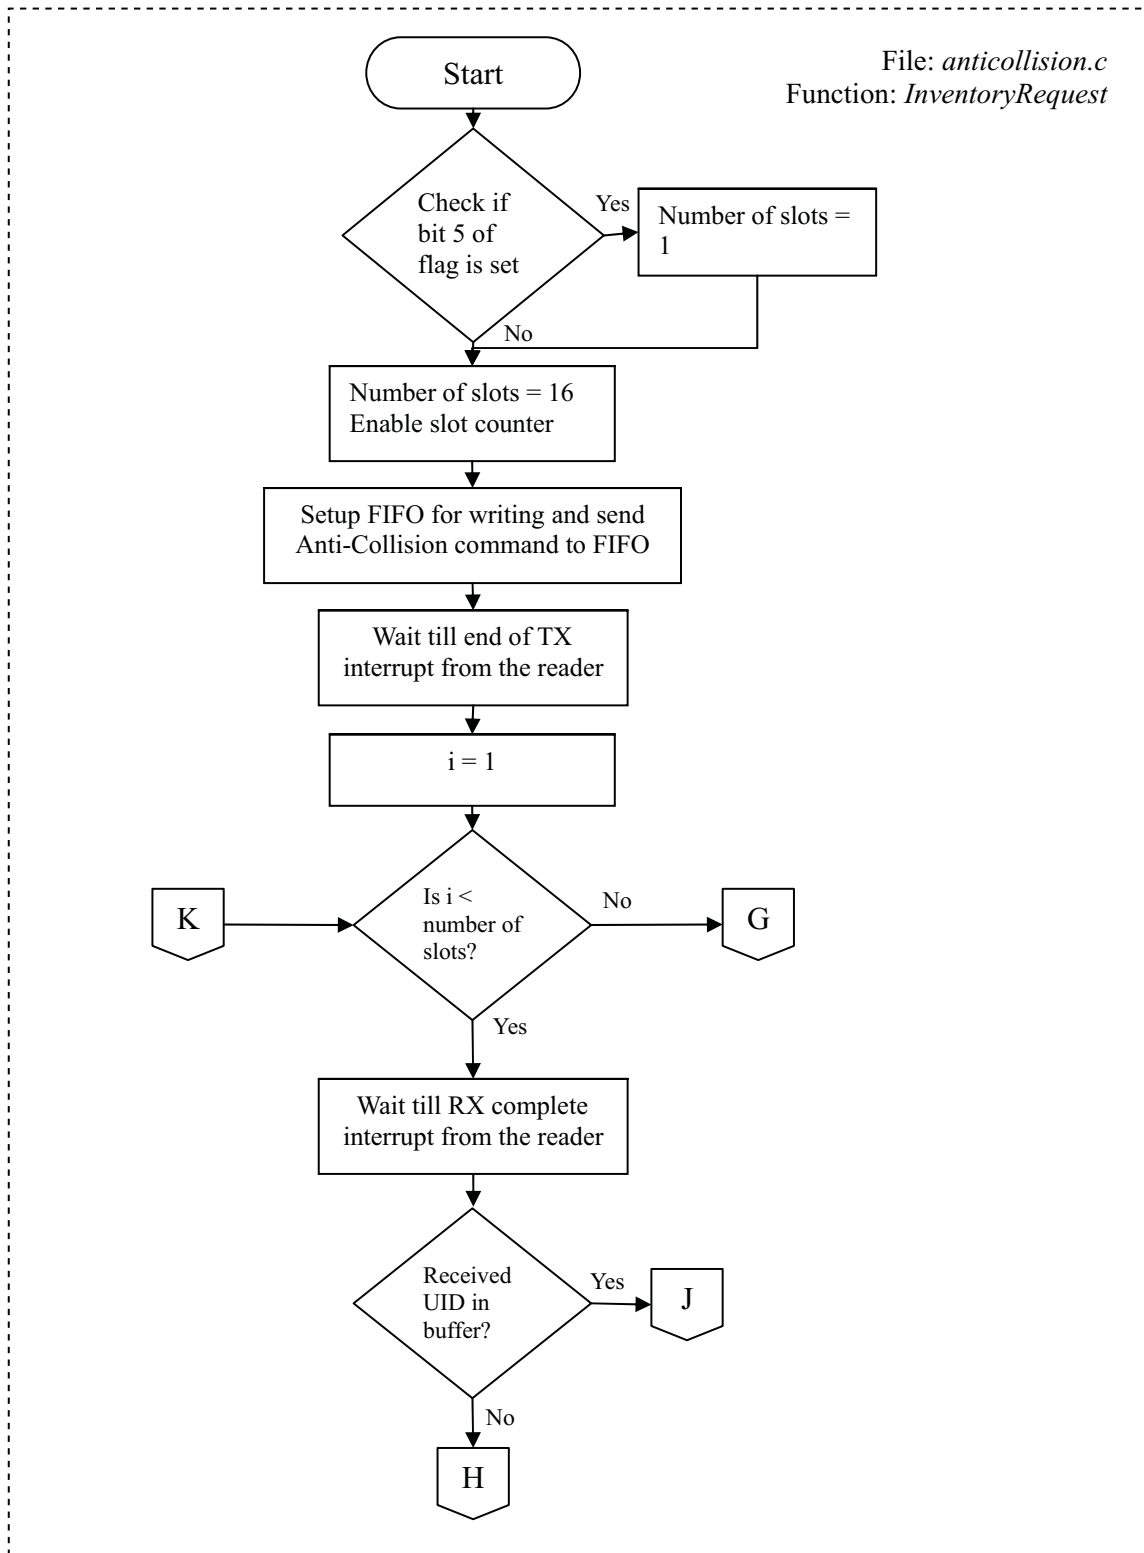 File: anticollision.c
Function: InventoryRequest
Start
Check if
bit 5 of
flag is set
Yes
Number of slots =
1
No
Number of slots = 16
Enable slot counter
Setup FIFO for writing and send
Anti-Collision command to FIFO
Wait till end of TX
interrupt from the reader
i = 1
K
Is i <
number of
slots?
No
G
Yes
Wait till RX complete
interrupt from the reader
Received
UID in
buffer?
Yes
J
No
H